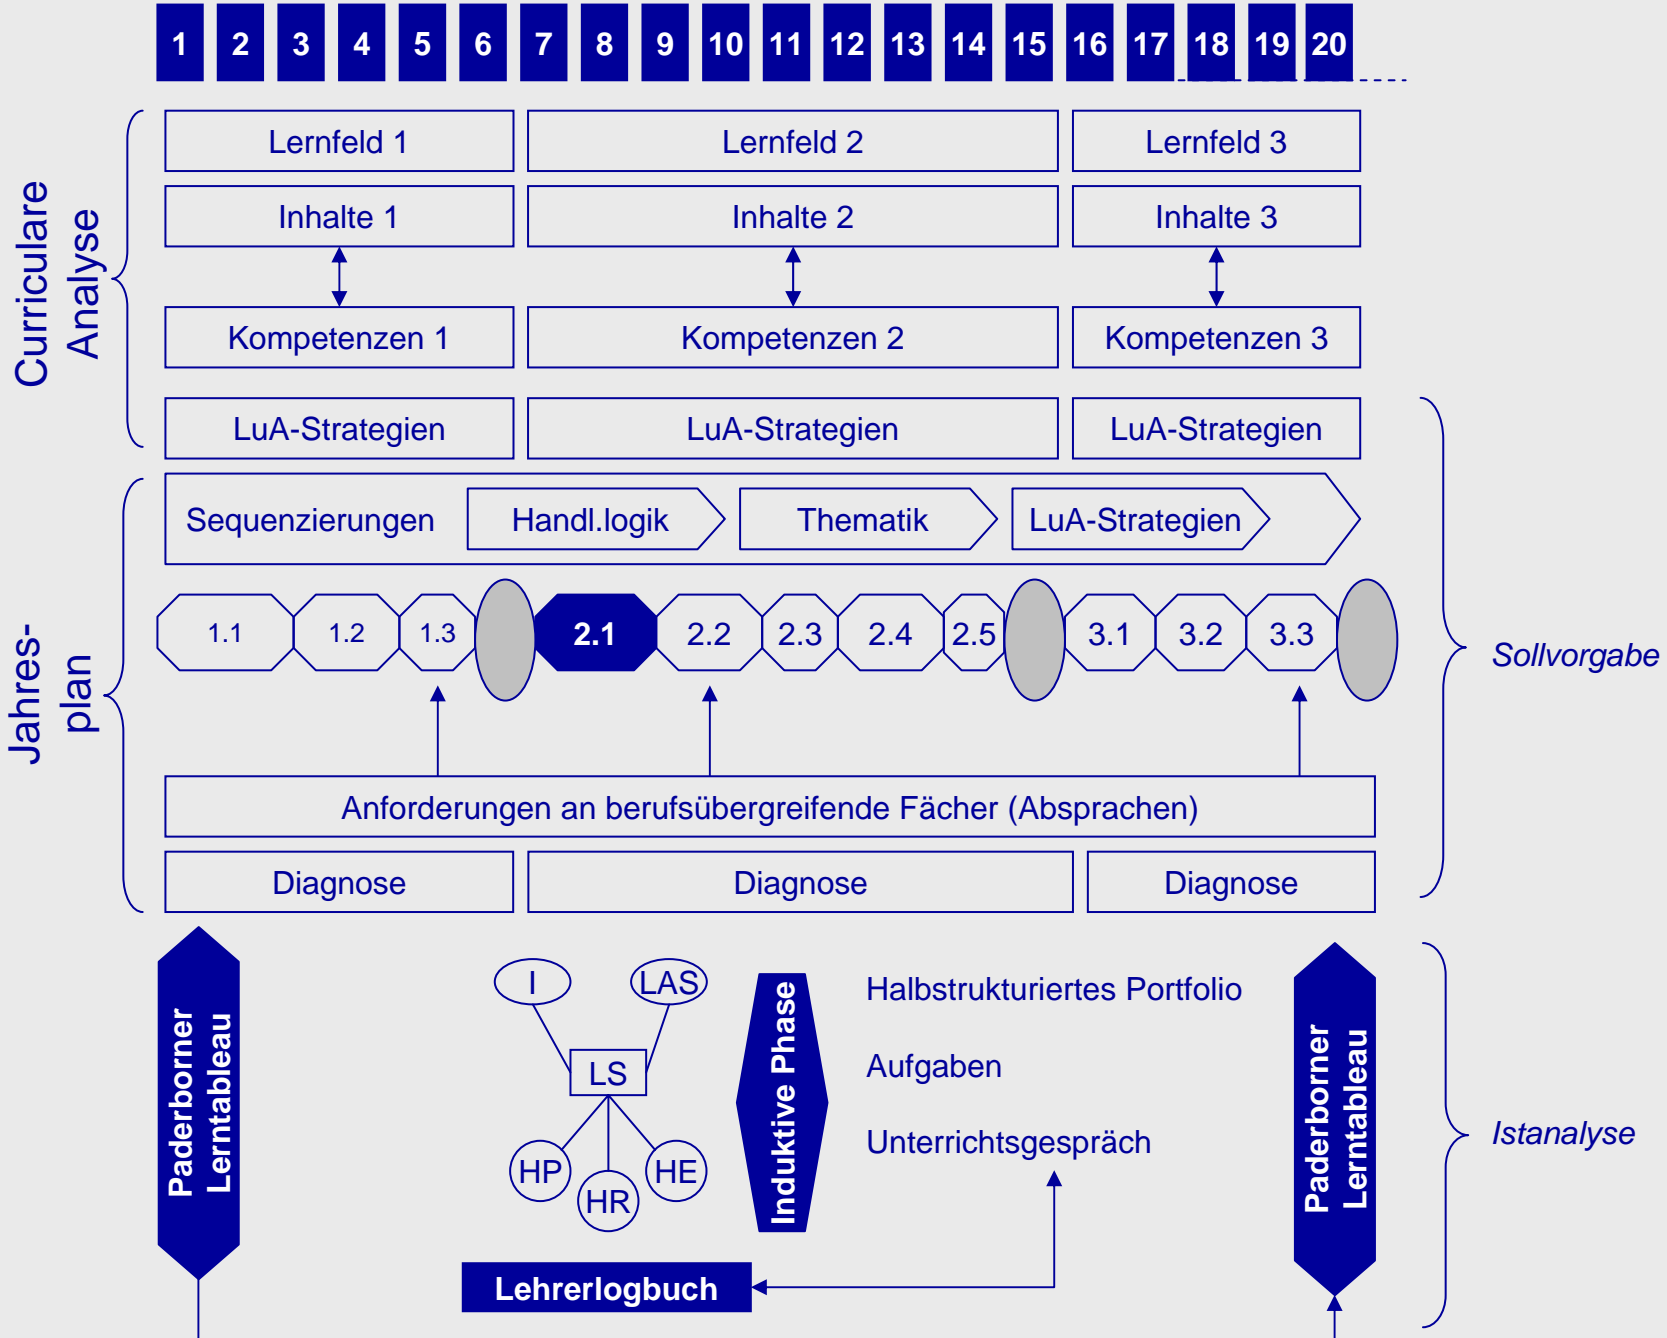 1 2 3 4 5 6 7 8 9 10 11 12 13 14 15 16 17 18 19 20
Curriculare
Analyse
Lernfeld 1 Lernfeld 2 Lernfeld 3
Inhalte 1 Inhalte 2 Inhalte 3
Kompetenzen 1 Kompetenzen 2 Kompetenzen 3
LuA-Strategien LuA-Strategien LuA-Strategien
Jahres-
plan
Sequenzierungen Handl.logik Thematik LuA-Strategien
1.1 1.2 1.3 2.1 2.2 2.3 2.4 2.5 3.1 3.2 3.3
Sollvorgabe
Anforderungen an berufsübergreifende Fächer (Absprachen)
Diagnose Diagnose Diagnose
Paderborner
Lerntableau
I LAS
LS
HP HR HE
Induktive Phase
Halbstrukturiertes Portfolio
Aufgaben
Unterrichtsgespräch
Paderborner
Lerntableau
Istanalyse
Lehrerlogbuch